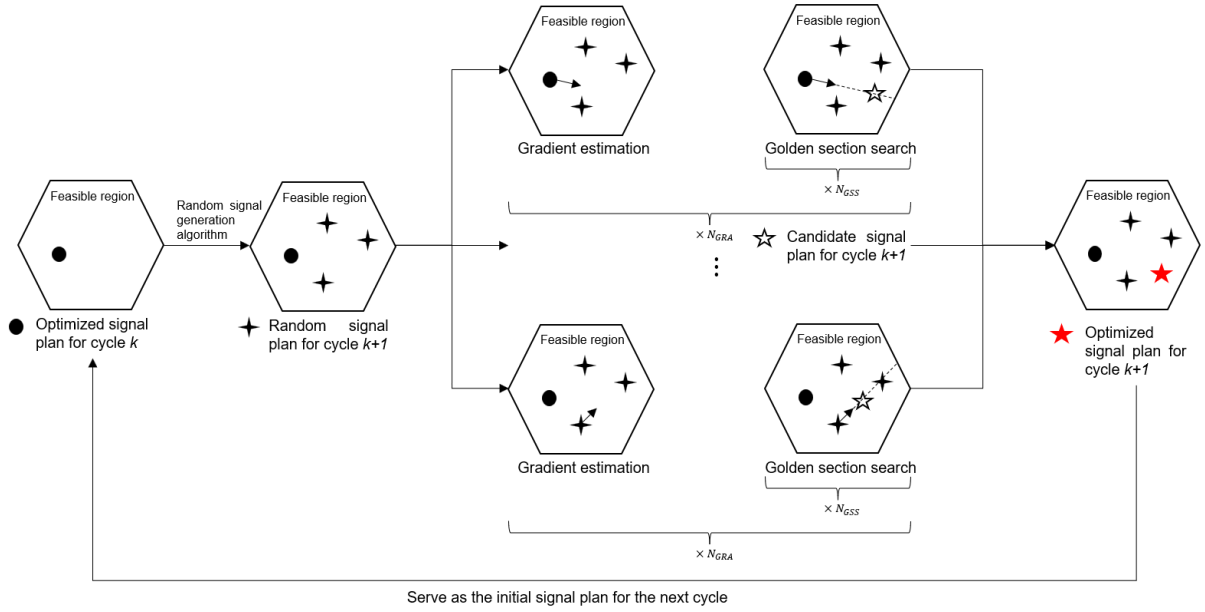 Feasible region
Feasible region
Gradient estimation
Golden section search
× N_GSS
× N_GRA
Feasible region
Optimized signal
plan for cycle k
Random signal
generation
algorithm
Feasible region
Random signal
plan for cycle k+1
Candidate signal
plan for cycle k+1
Feasible region
Optimized
signal plan for
cycle k+1
Feasible region
Feasible region
Gradient estimation
Golden section search
× N_GSS
× N_GRA
Serve as the initial signal plan for the next cycle